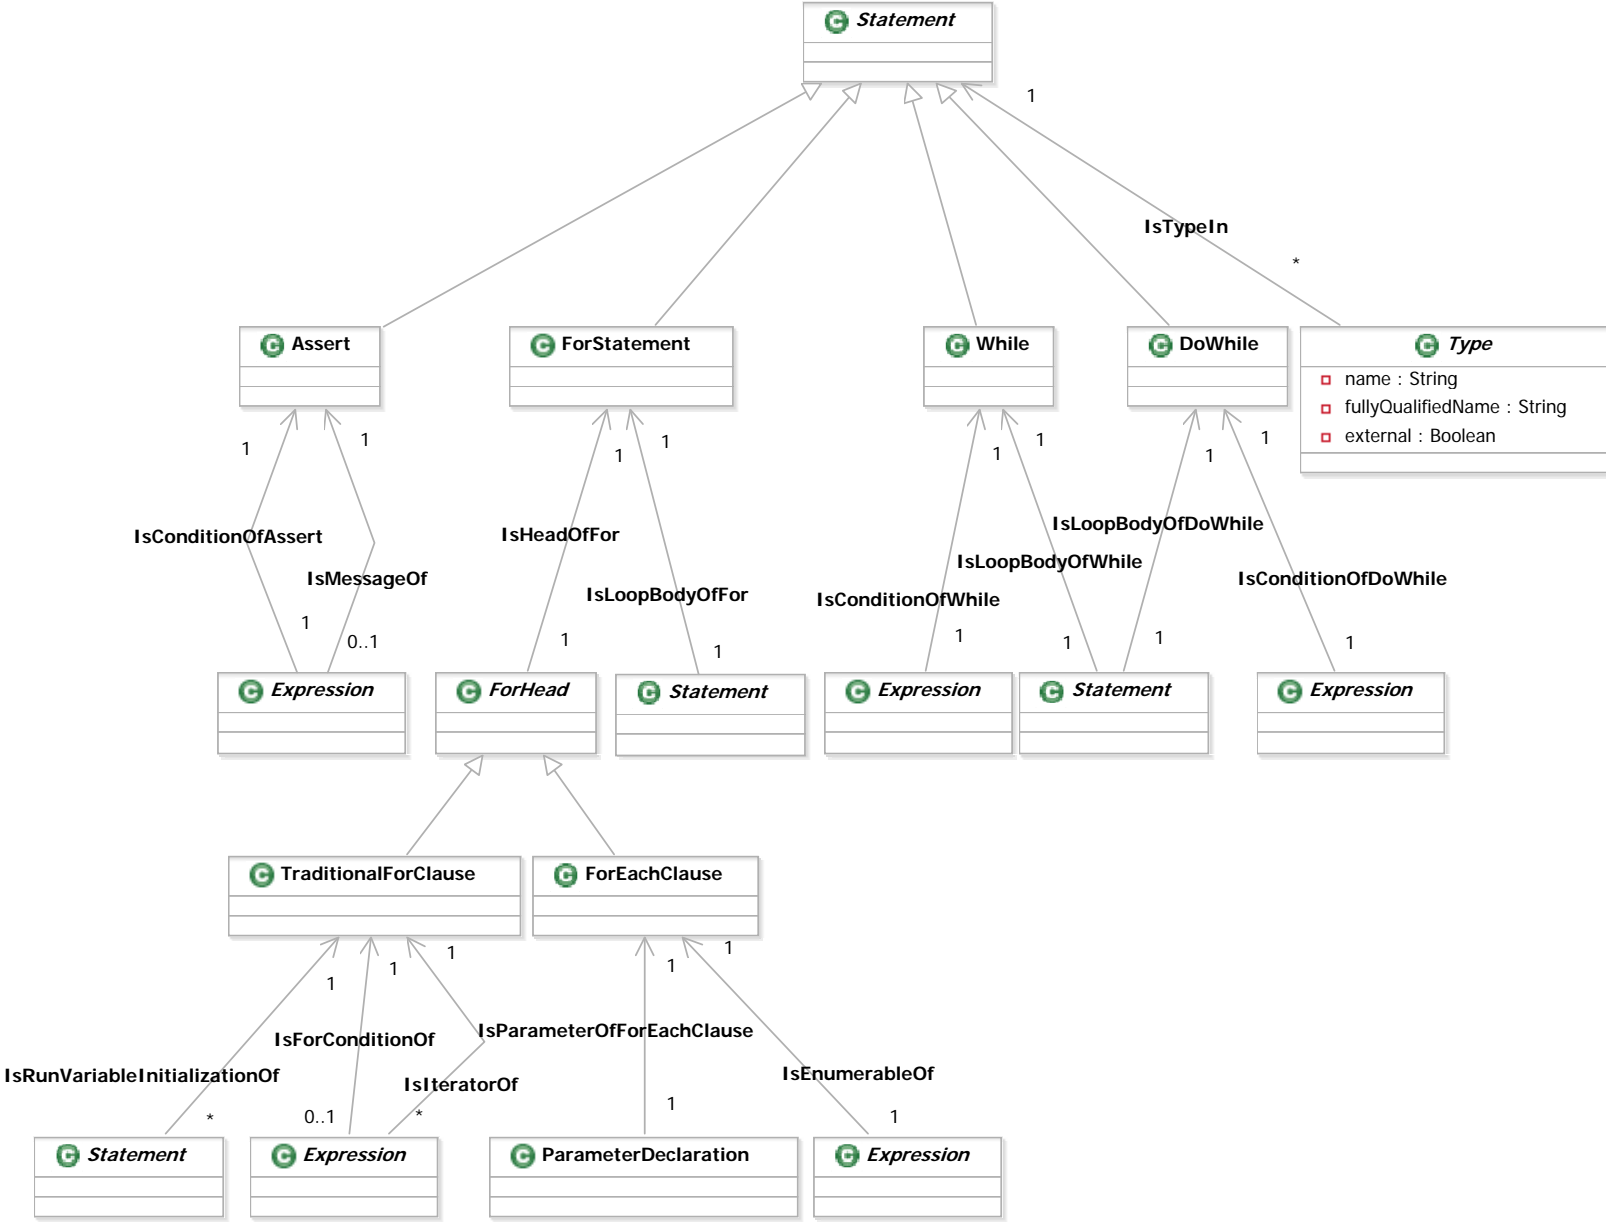 Statement
1
IsTypeIn
*
Assert
ForStatement
While
DoWhile
Type
name : String
fullyQualifiedName : String
external : Boolean
1
1
1
1
1
1
1
1
IsConditionOfAssert
IsMessageOf
IsHeadOfFor
IsLoopBodyOfFor
IsLoopBodyOfDoWhile
IsLoopBodyOfWhile
IsConditionOfWhile
IsConditionOfDoWhile
1
0..1
1
1
1
1
1
1
Expression
ForHead
Statement
Expression
Statement
Expression
TraditionalForClause
ForEachClause
1
1
1
1
1
IsRunVariableInitializationOf
IsForConditionOf
IsIteratorOf
IsParameterOfForEachClause
IsEnumerableOf
*
0..1
*
1
1
Statement
Expression
ParameterDeclaration
Expression